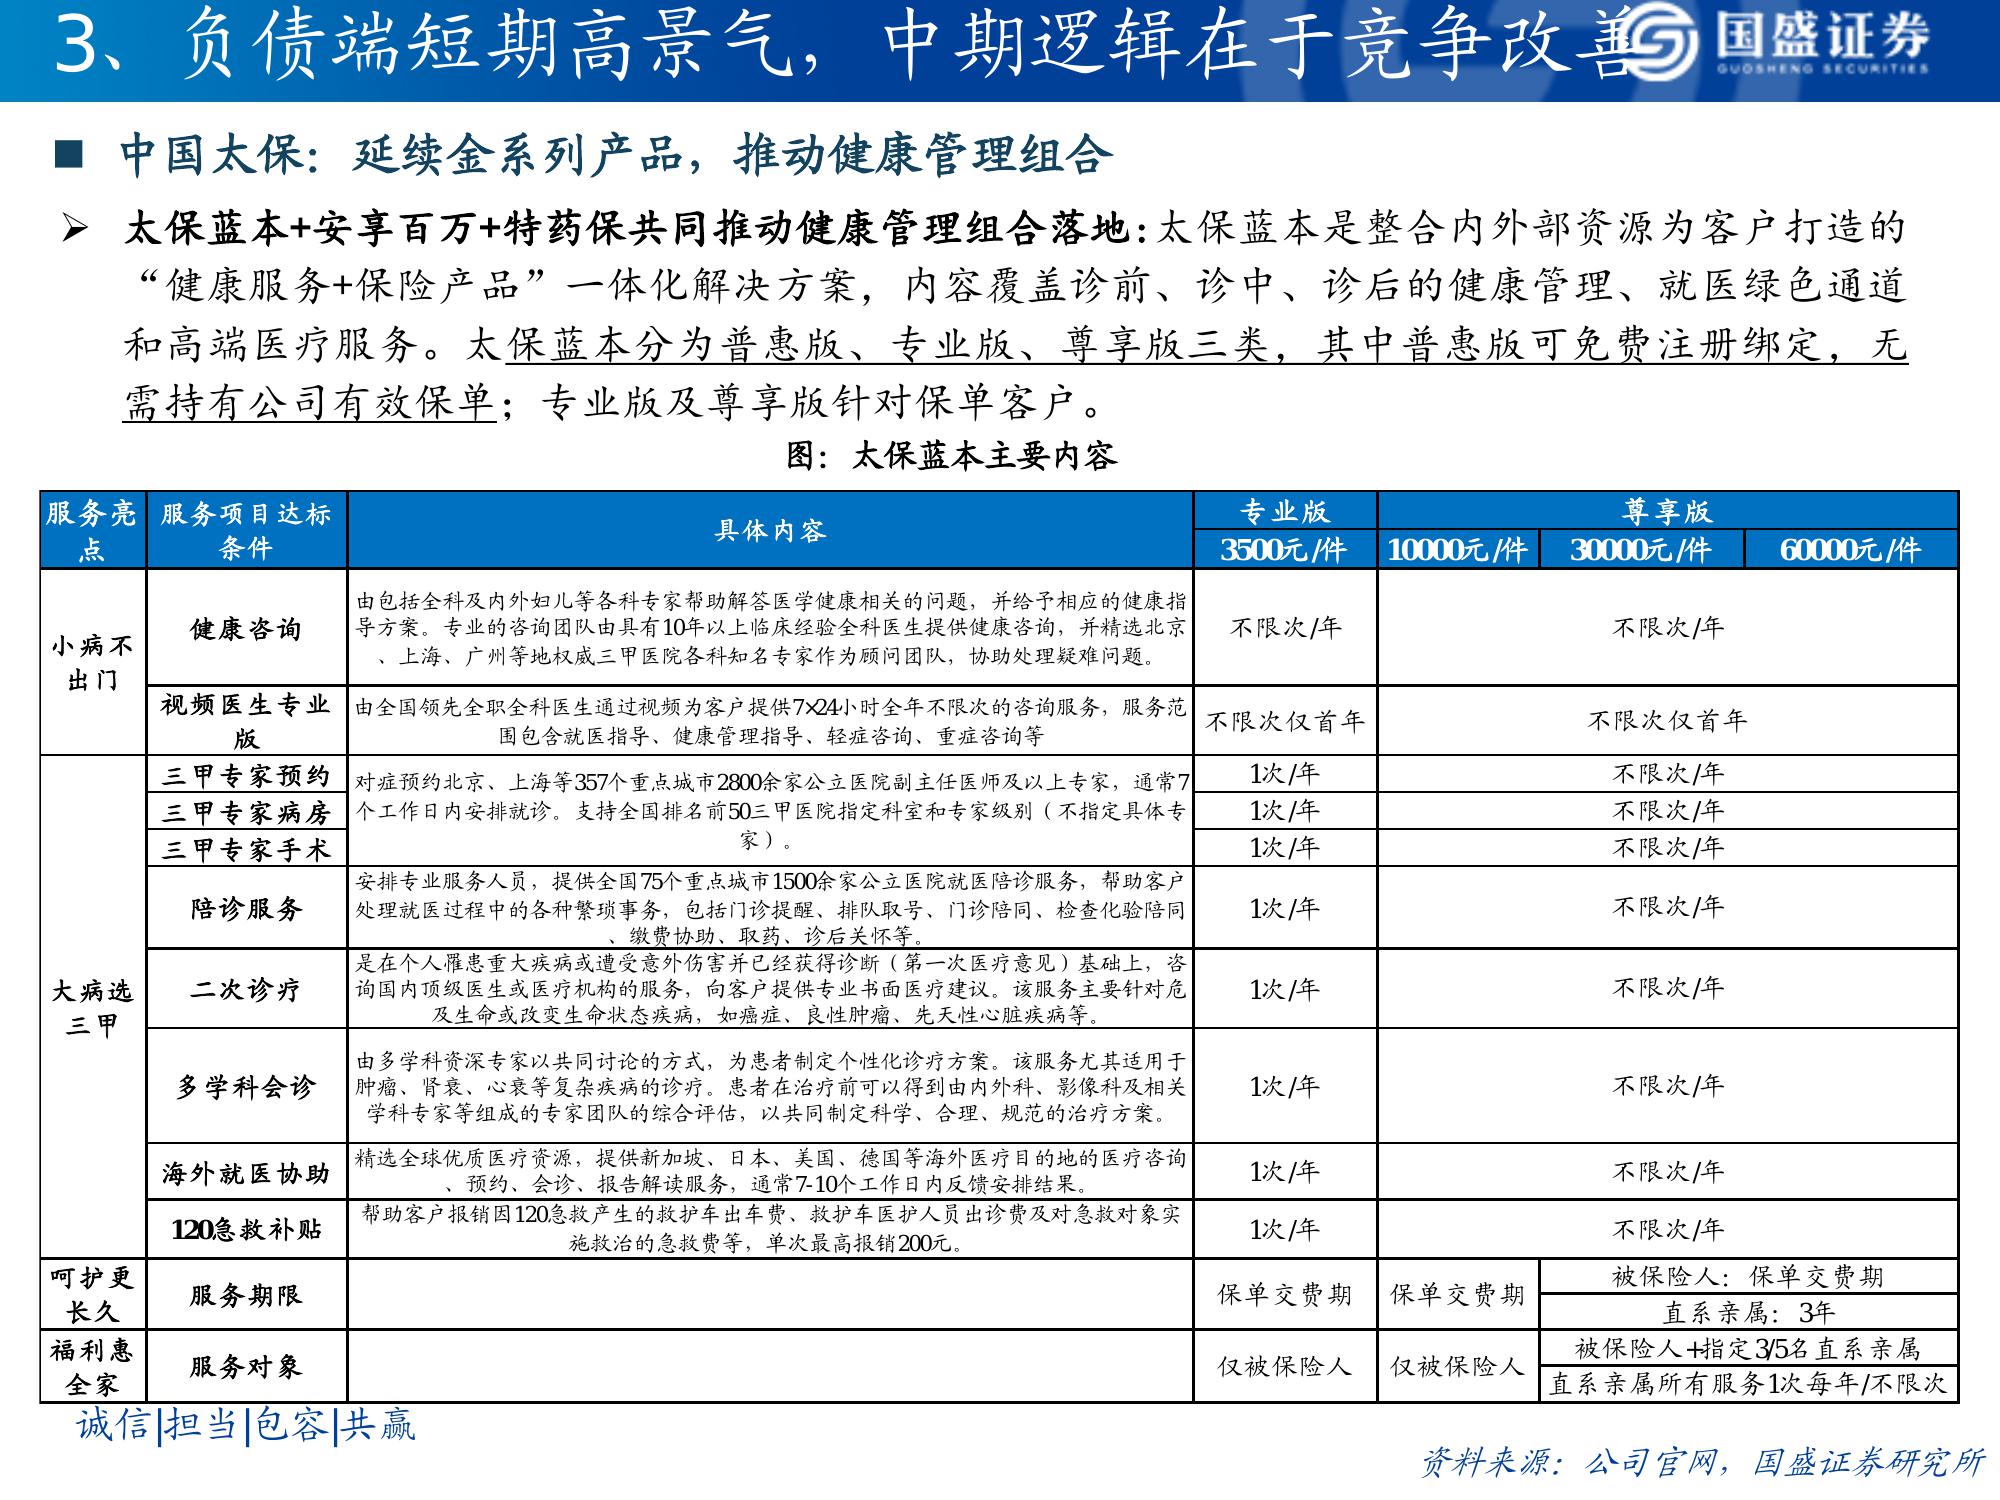 3、负债端短期高景气，中期逻辑在于竞争改善
国盛证券
GUOSHENG SECURITIES
■ 中国太保：延续金系列产品，推动健康管理组合
➢ 太保蓝本+安享百万+特药保共同推动健康管理组合落地:太保蓝本是整合内外部资源为客户打造的
“健康服务+保险产品”一体化解决方案，内容覆盖诊前、诊中、诊后的健康管理、就医绿色通道
和高端医疗服务。太保蓝本分为普惠版、专业版、尊享版三类，其中普惠版可免费注册绑定，无
需持有公司有效保单；专业版及尊享版针对保单客户。
图：太保蓝本主要内容
服务亮
点
服务项目达标
条件
具体内容
专业版
尊享版
3500元/件
10000元/件
30000元/件
60000元/件
小病不
出门
健康咨询
由包括全科及内外妇儿等各科专家帮助解答医学健康相关的问题，并给予相应的健康指
导方案。专业的咨询团队由具有10年以上临床经验全科医生提供健康咨询，并精选北京
、上海、广州等地权威三甲医院各科知名专家作为顾问团队，协助处理疑难问题。
不限次/年
不限次/年
视频医生专业
版
由全国领先全职全科医生通过视频为客户提供7×24小时全年不限次的咨询服务，服务范
围包含就医指导、健康管理指导、轻症咨询、重症咨询等
不限次仅首年
不限次仅首年
大病选
三甲
三甲专家预约
对症预约北京、上海等357个重点城市2800余家公立医院副主任医师及以上专家，通常7
个工作日内安排就诊。支持全国排名前50三甲医院指定科室和专家级别（不指定具体专
家）。
1次/年
不限次/年
三甲专家病房
1次/年
不限次/年
三甲专家手术
1次/年
不限次/年
陪诊服务
安排专业服务人员，提供全国75个重点城市1500余家公立医院就医陪诊服务，帮助客户
处理就医过程中的各种繁琐事务，包括门诊提醒、排队取号、门诊陪同、检查化验陪同
、缴费协助、取药、诊后关怀等。
1次/年
不限次/年
二次诊疗
是在个人罹患重大疾病或遭受意外伤害并已经获得诊断（第一次医疗意见）基础上，咨
询国内顶级医生或医疗机构的服务，向客户提供专业书面医疗建议。该服务主要针对危
及生命或改变生命状态疾病，如癌症、良性肿瘤、先天性心脏疾病等。
1次/年
不限次/年
多学科会诊
由多学科资深专家以共同讨论的方式，为患者制定个性化诊疗方案。该服务尤其适用于
肿瘤、肾衰、心衰等复杂疾病的诊疗。患者在治疗前可以得到由内外科、影像科及相关
学科专家等组成的专家团队的综合评估，以共同制定科学、合理、规范的治疗方案。
1次/年
不限次/年
海外就医协助
精选全球优质医疗资源，提供新加坡、日本、美国、德国等海外医疗目的地的医疗咨询
、预约、会诊、报告解读服务，通常7-10个工作日内反馈安排结果。
1次/年
不限次/年
120急救补贴
帮助客户报销因120急救产生的救护车出车费、救护车医护人员出诊费及对急救对象实
施救治的急救费等，单次最高报销200元。
1次/年
不限次/年
呵护更
长久
服务期限
保单交费期
保单交费期
被保险人：保单交费期
直系亲属：3年
福利惠
全家
服务对象
仅被保险人
仅被保险人
被保险人+指定3/5名直系亲属
直系亲属所有服务1次每年/不限次
诚信|担当|包容|共赢
资料来源：公司官网，国盛证券研究所